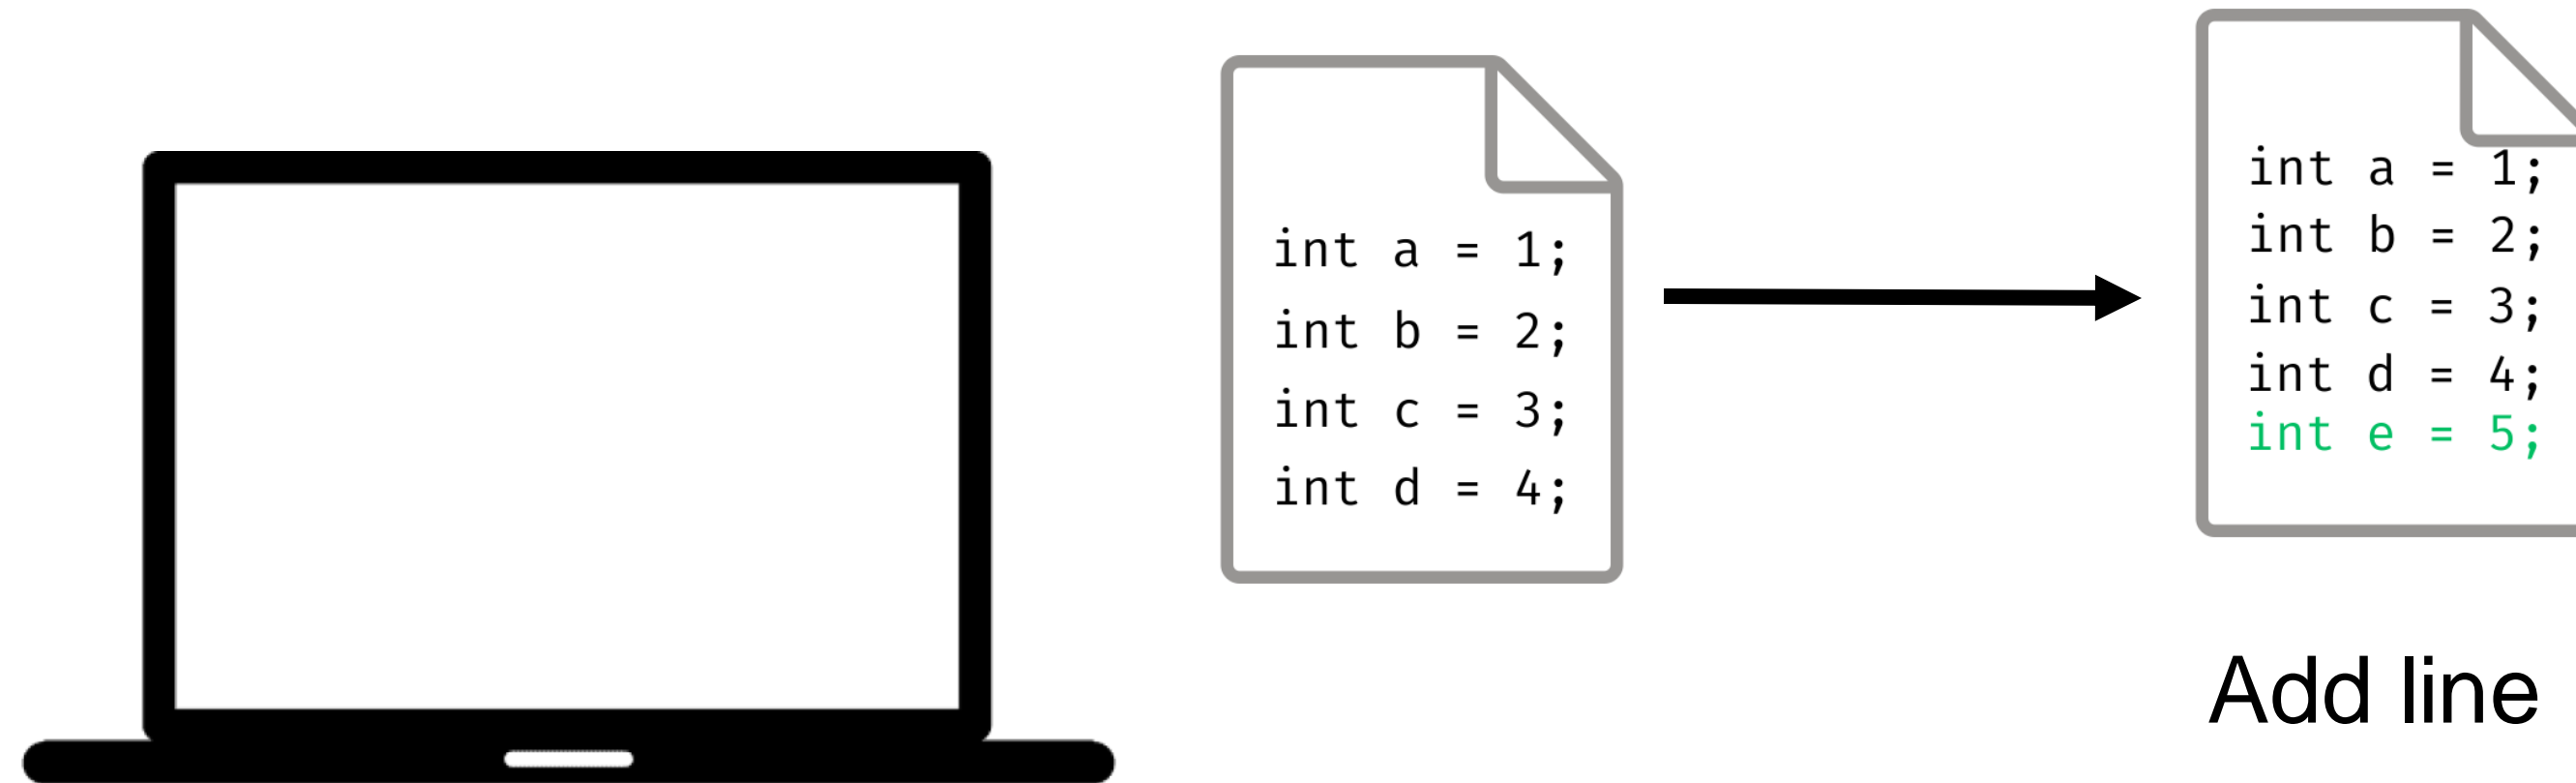 int a = 1;
int b = 2;
int c = 3;
int d = 4;
int a = 1;
int b = 2;
int c = 3;
int d = 4;
int e = 5;
Add line